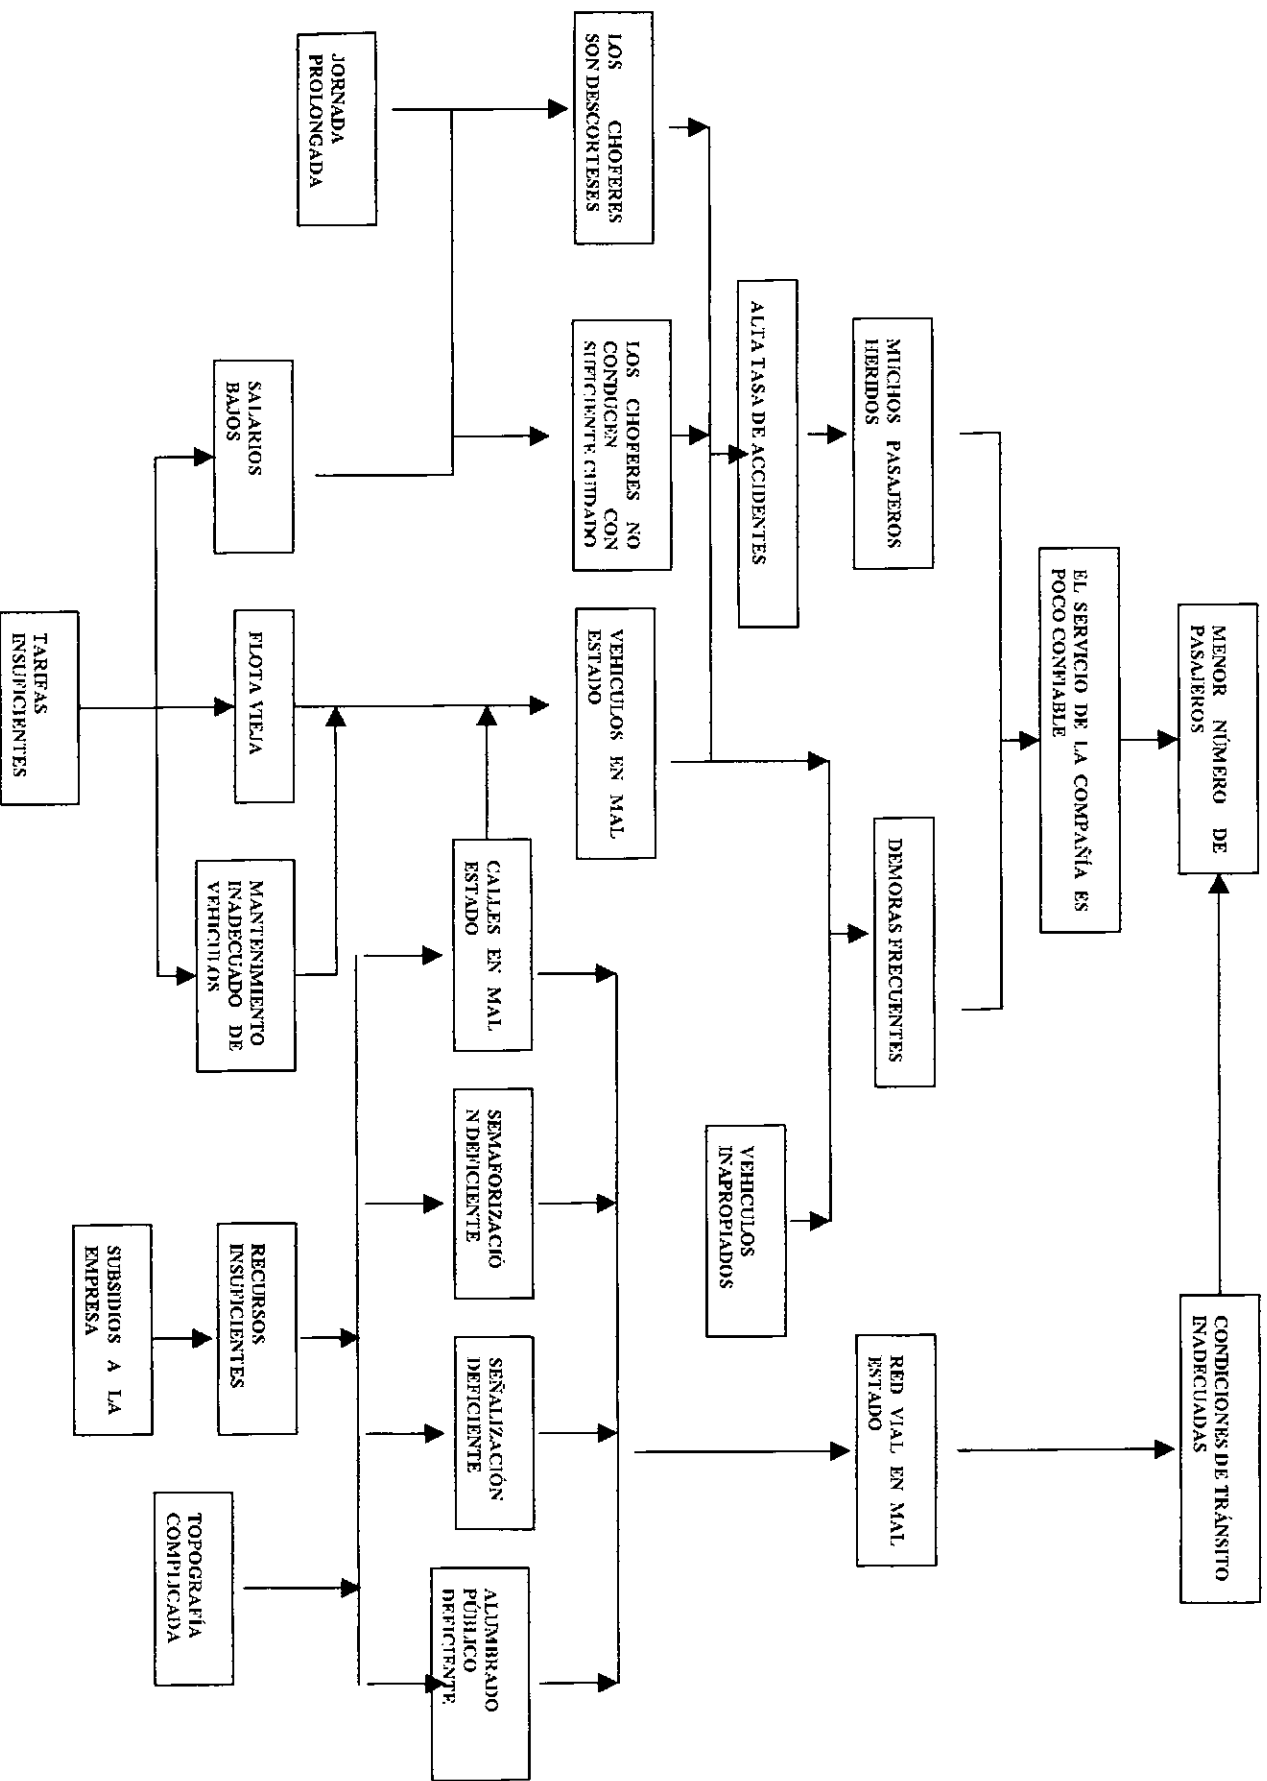 MENOR NÚMERO DE
PASAJEROS
CONDICIONES DE TRÁNSITO
INADECUADAS
EL SERVICIO DE LA COMPAÑÍA ES
POCO CONFIABLE
MUCHOS PASAJEROS
HERIDOS
DEMORAS FRECUENTES
RED VIAL EN MAL
ESTADO
ALTA TASA DE ACCIDENTES
VEHICULOS
INAPROPIADOS
LOS CHOFERES
SON DESCORTESES
LOS CHOFERES NO
CONDUCEN CON
SUFICIENTE CUIDADO
VEHICULOS EN MAL
ESTADO
CALLES EN MAL
ESTADO
SEMAFORIZACIÓ
N DEFICIENTE
SEÑALIZACIÓN
DEFICIENTE
ALUMBRADO
PÚBLICO
DEFICIENTE
JORNADA
PROLONGADA
SALARIOS
BAJOS
FLOTA VIEJA
MANTENIMIENTO
INADECUADO DE
VEHICULOS
RECURSOS
INSUFICIENTES
TOPOGRAFÍA
COMPLICADA
TARIFAS
INSUFICIENTES
SUBSIDIOS A LA
EMPRESA